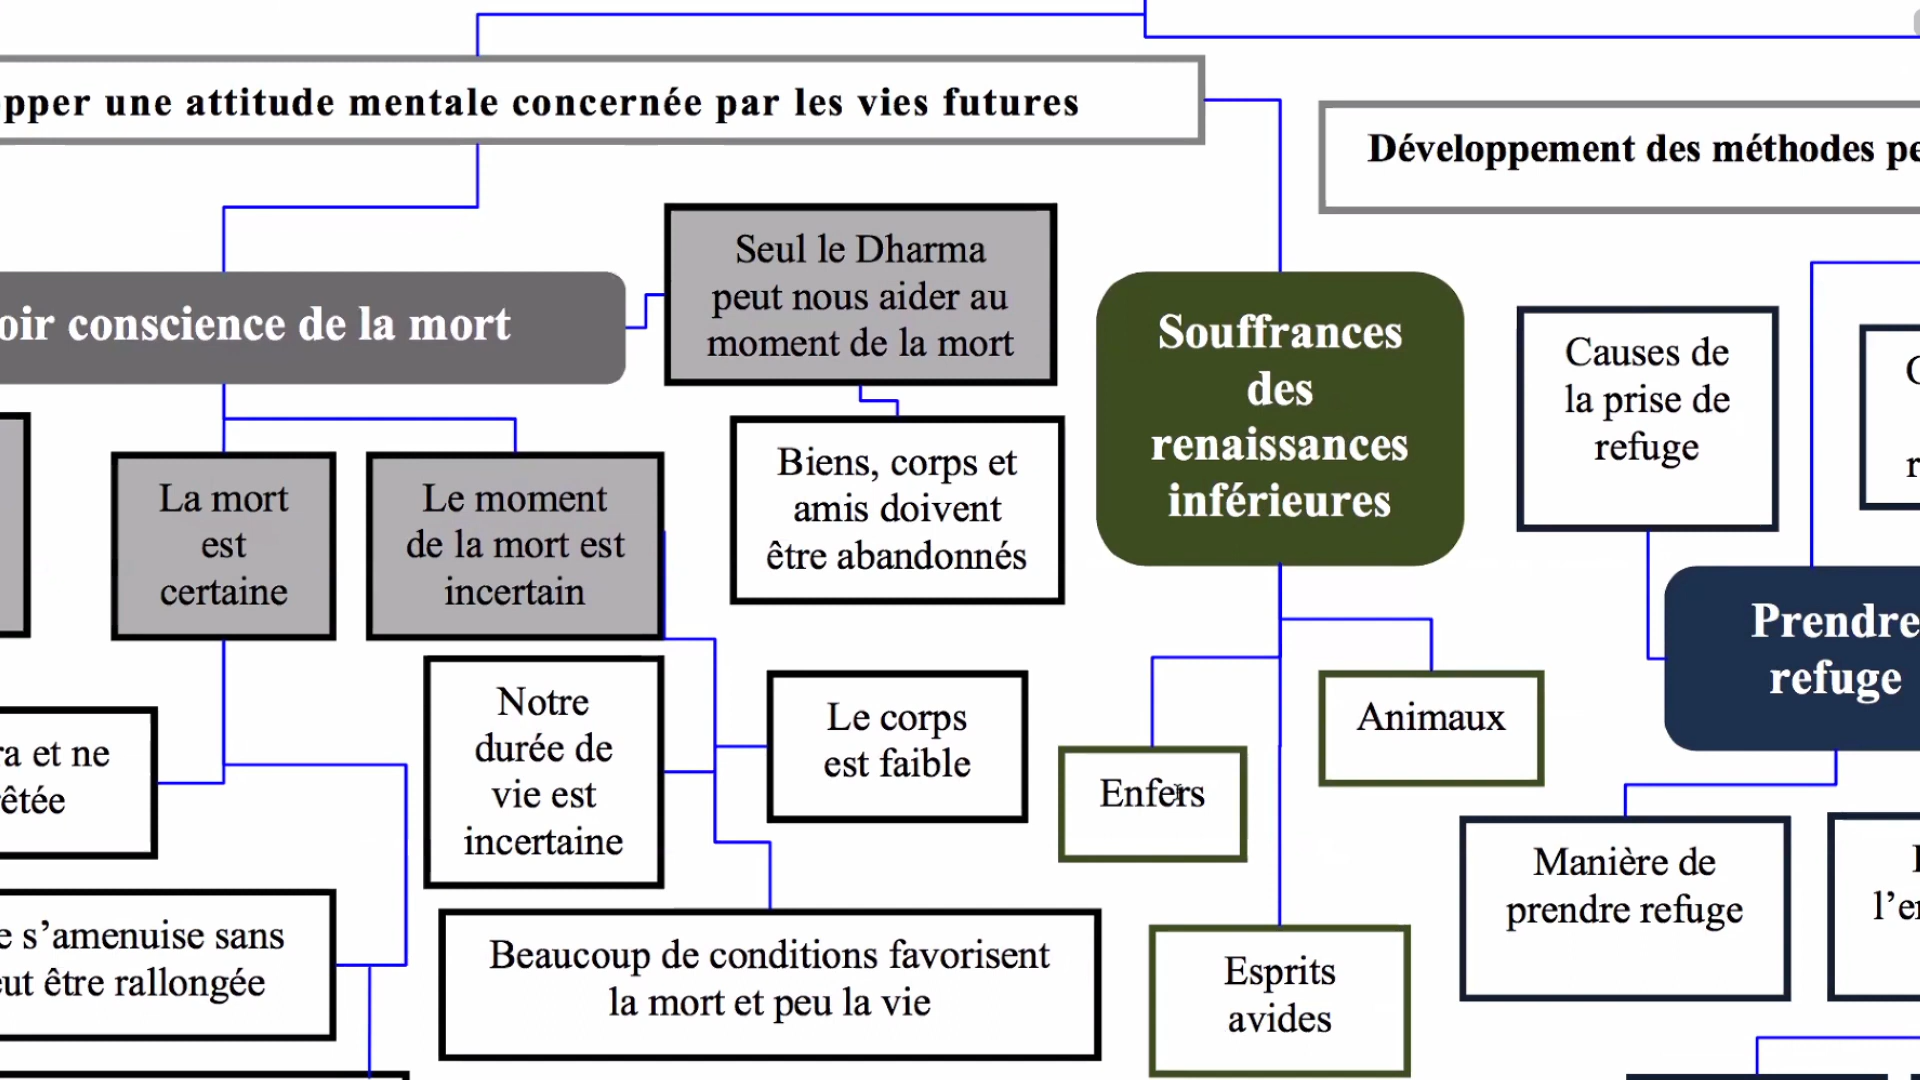 pper une attitude mentale concernée par les vies futures
Développement des méthodes
oir conscience de la mort
Seul le Dharma
peut nous aider au
moment de la mort
Biens, corps et
amis doivent
être abandonnés
La mort
est
certaine
Le moment
de la mort est
incertain
Notre
durée de
vie est
incertaine
Le corps
est faible
Beaucoup de conditions favorisent
la mort et peu la vie
ra et ne
rêtée
e s’amenuise sans
eut être rallongée
Souffrances
des
renaissances
inférieures
Enfers
Animaux
Esprits
avides
Causes de
la prise de
refuge
Prendre
refuge
Manière de
prendre refuge